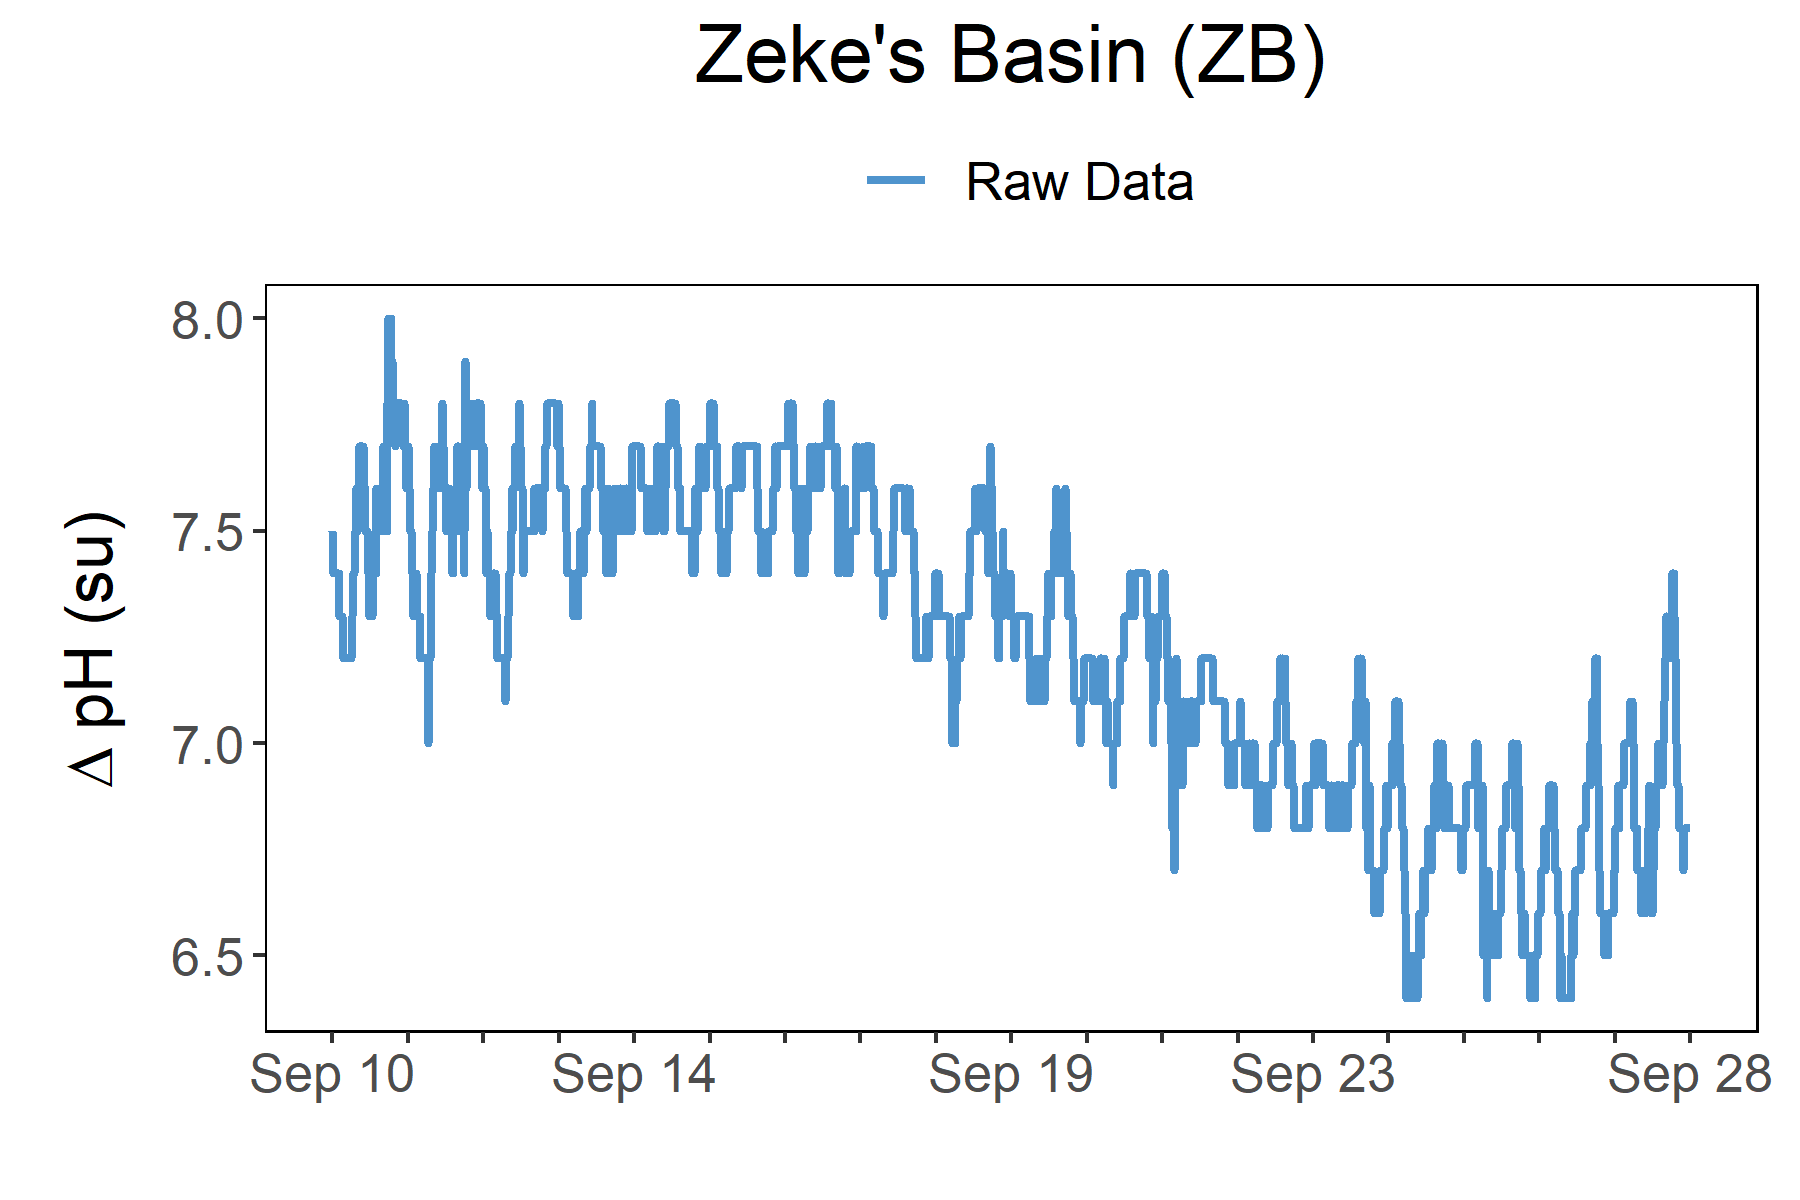 Zeke's Basin (ZB)
Raw Data
8.0
7.5
7.0
6.5
Δ pH (su)
Sep 10 Sep 14 Sep 19 Sep 23 Sep 28